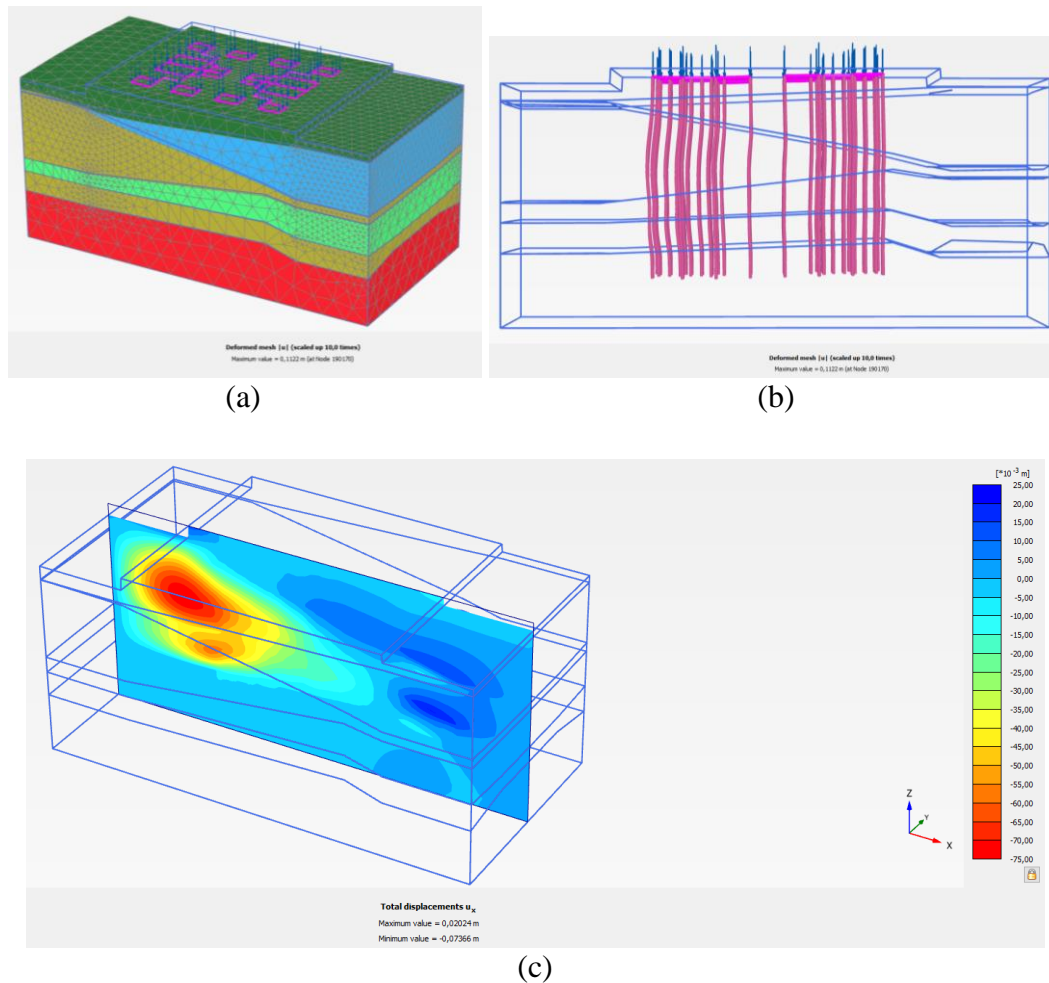 Deformed mesh |u| (scaled up 10,0 times)
Maximum value = 0,1122 m (at Node 190170)
(a)
Deformed mesh |u| (scaled up 10,0 times)
Maximum value = 0,1122 m (at Node 190170)
(b)
[*10⁻³ m]
25,00
20,00
15,00
10,00
5,00
0,00
-5,00
-10,00
-15,00
-20,00
-25,00
-30,00
-35,00
-40,00
-45,00
-50,00
-55,00
-60,00
-65,00
-70,00
-75,00
Z
Y
X
Total displacements uₓ
Maximum value = 0,02024 m
Minimum value = -0,07366 m
(c)